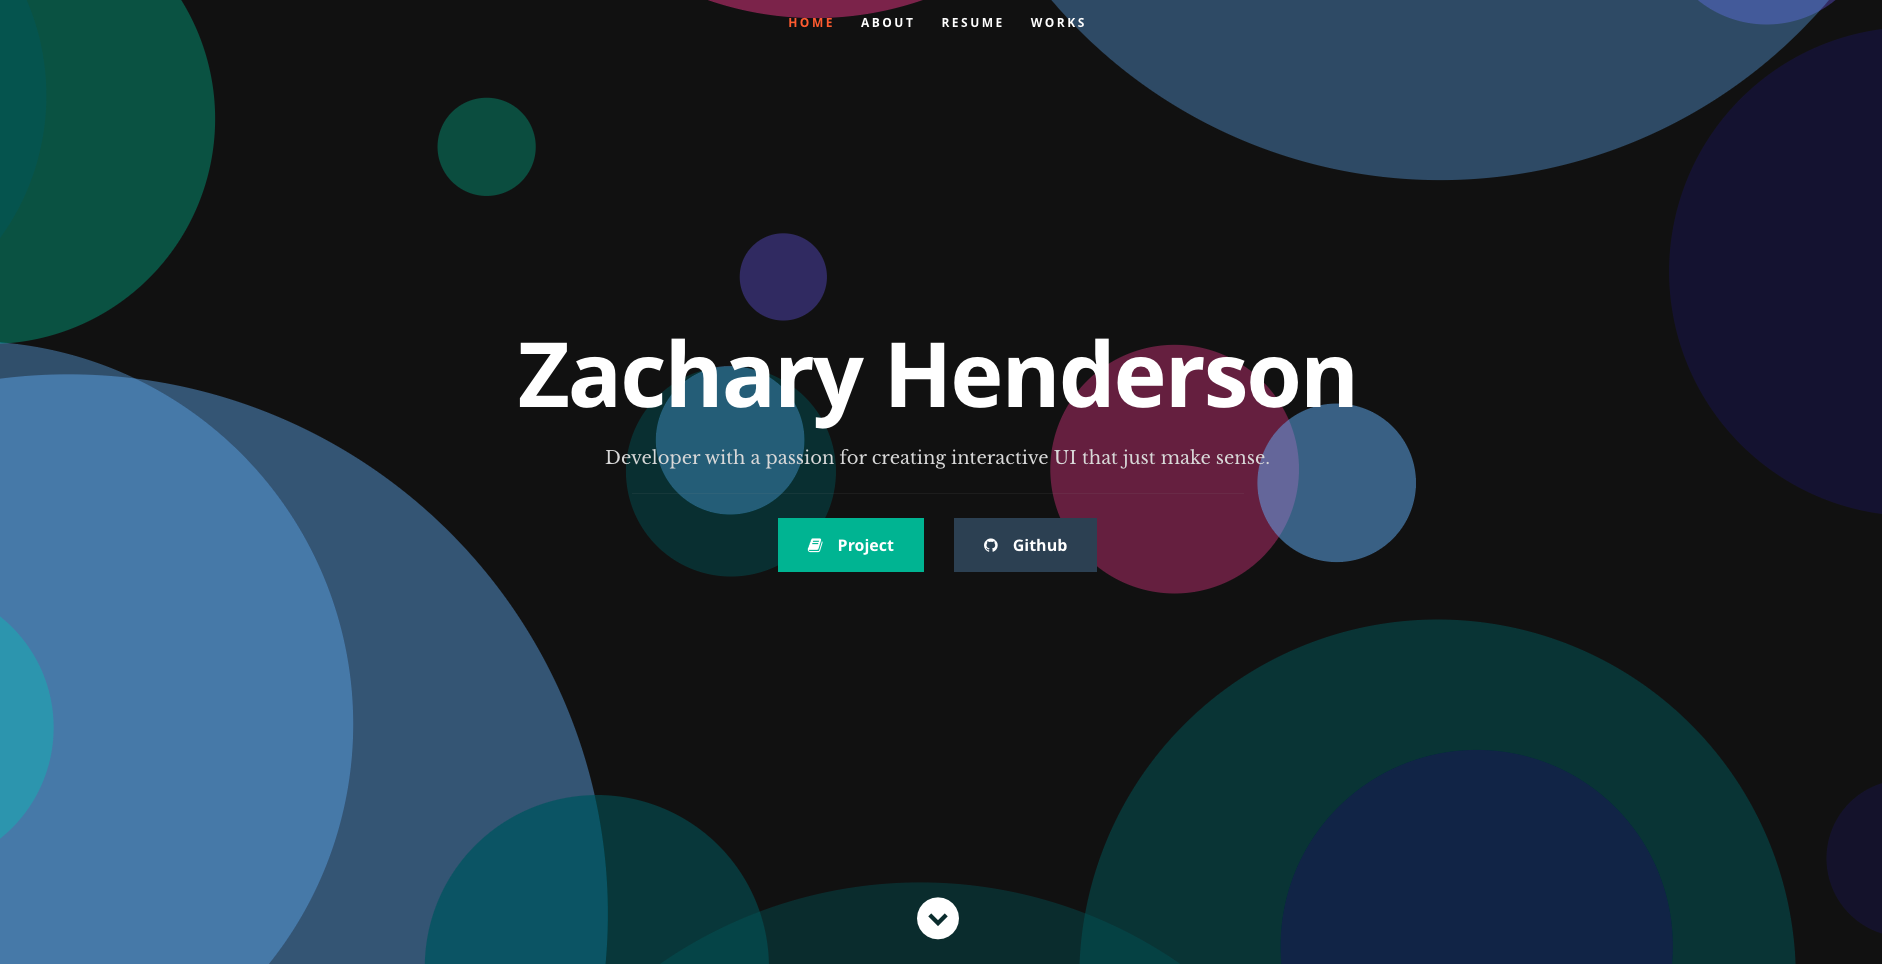 HOME ABOUT RESUME WORKS
Zachary Henderson
Developer with a passion for creating interactive UI that just make sense.
Project Github